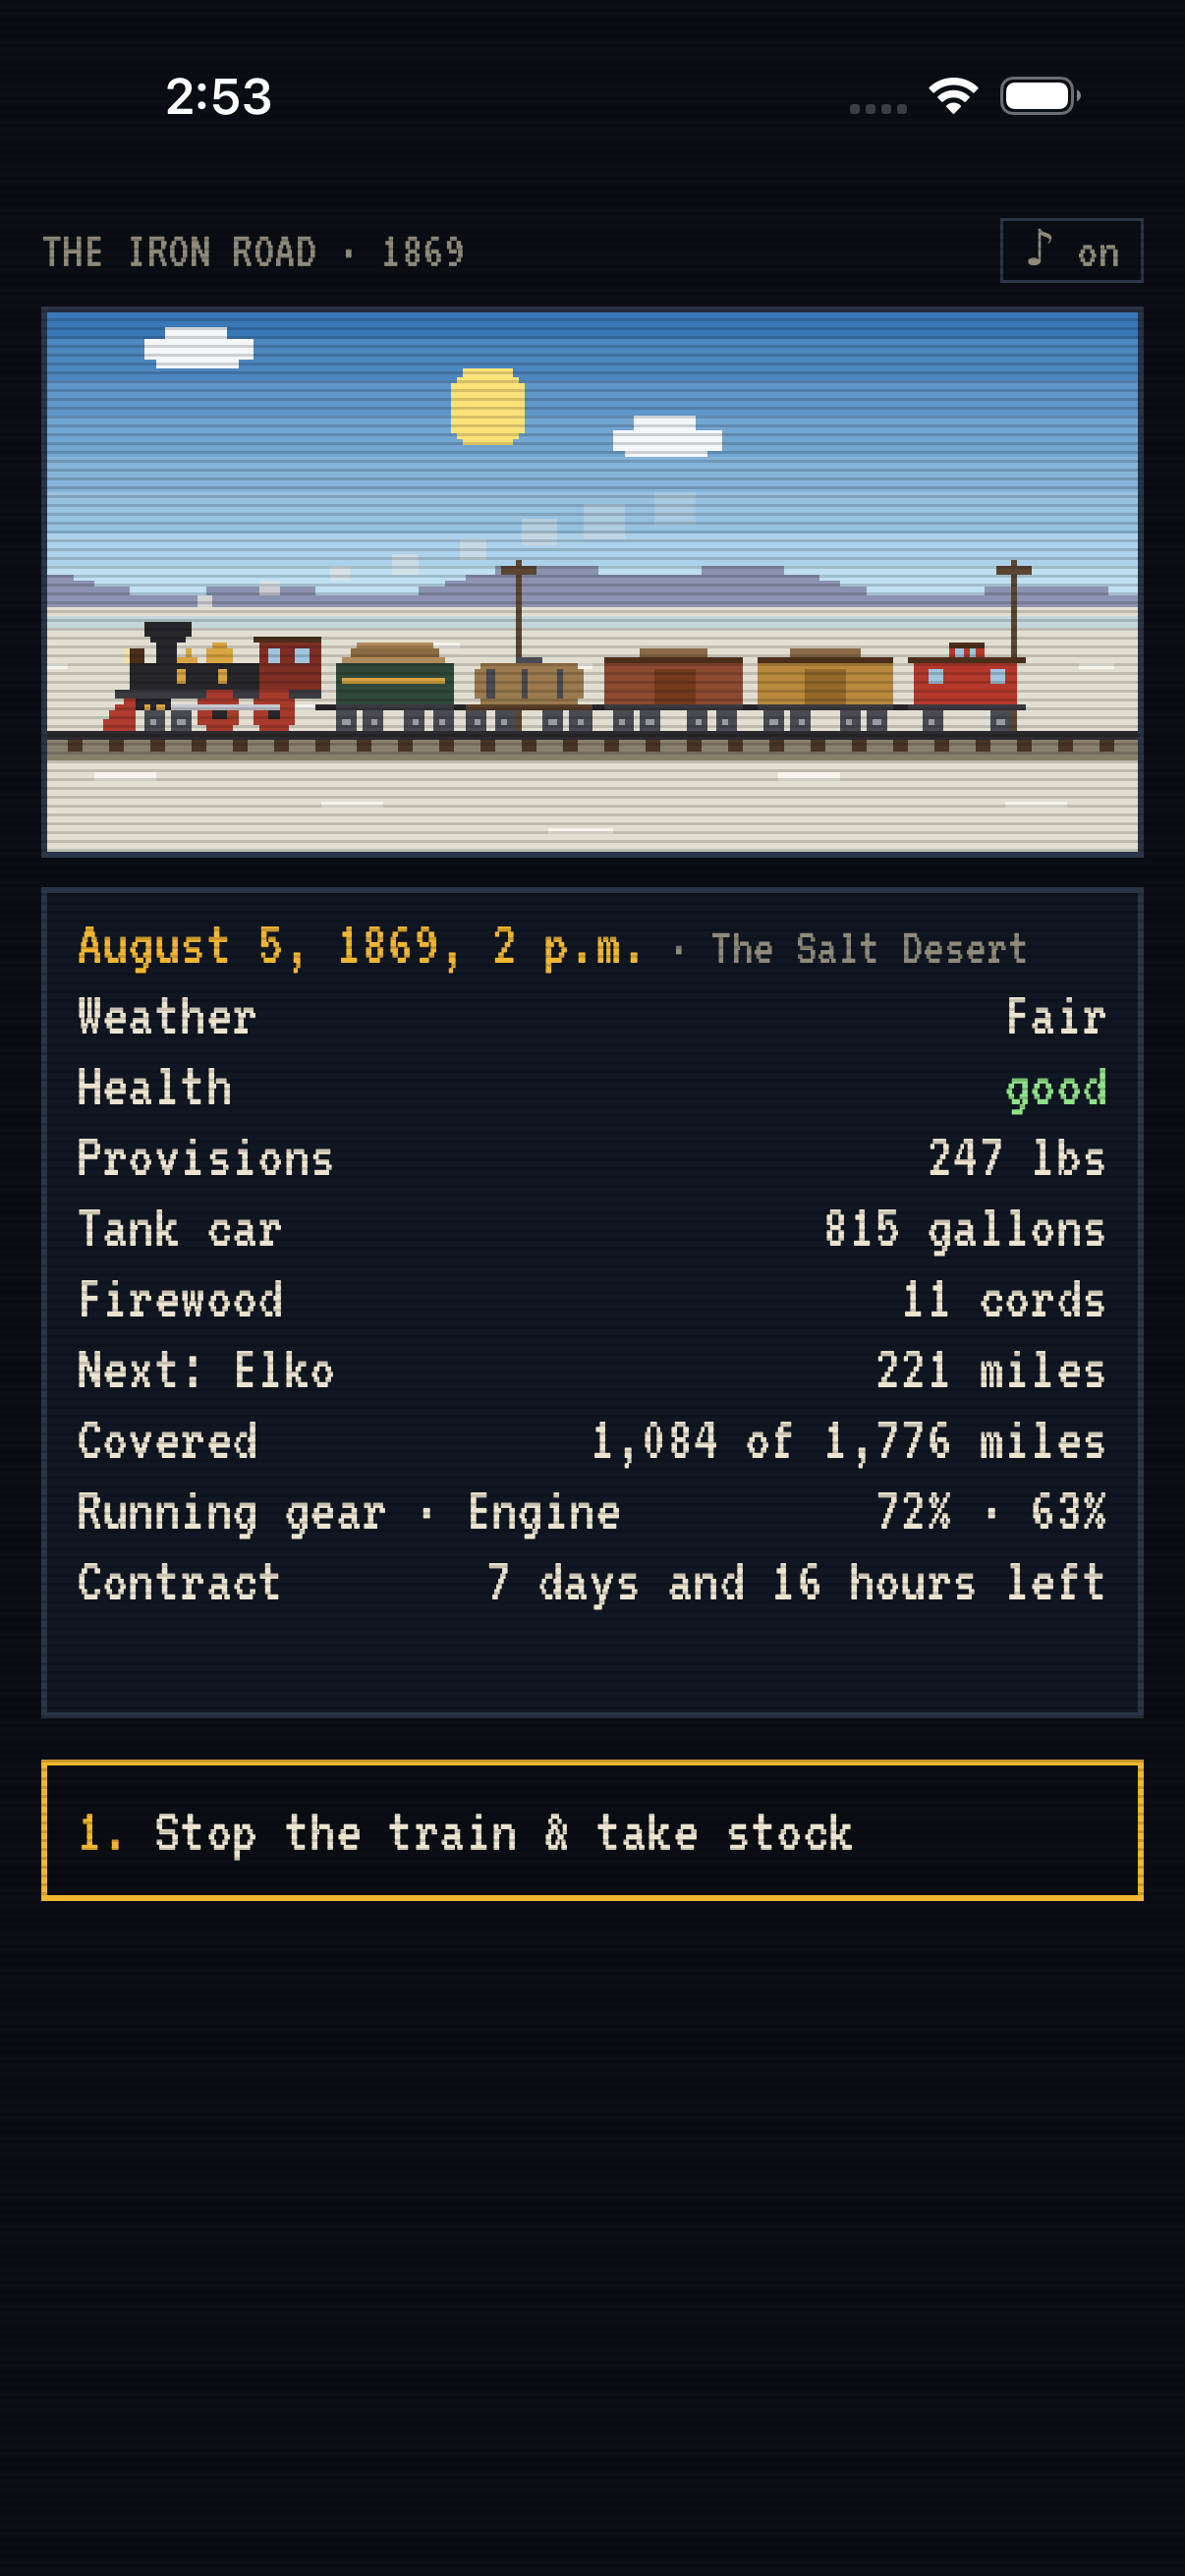 2:53
THE IRON ROAD · 1869 ♪ on
August 5, 1869, 2 p.m. · The Salt Desert
Weather Fair
Health good
Provisions 247 lbs
Tank car 815 gallons
Firewood 11 cords
Next: Elko 221 miles
Covered 1,084 of 1,776 miles
Running gear · Engine 72% · 63%
Contract 7 days and 16 hours left
1. Stop the train & take stock